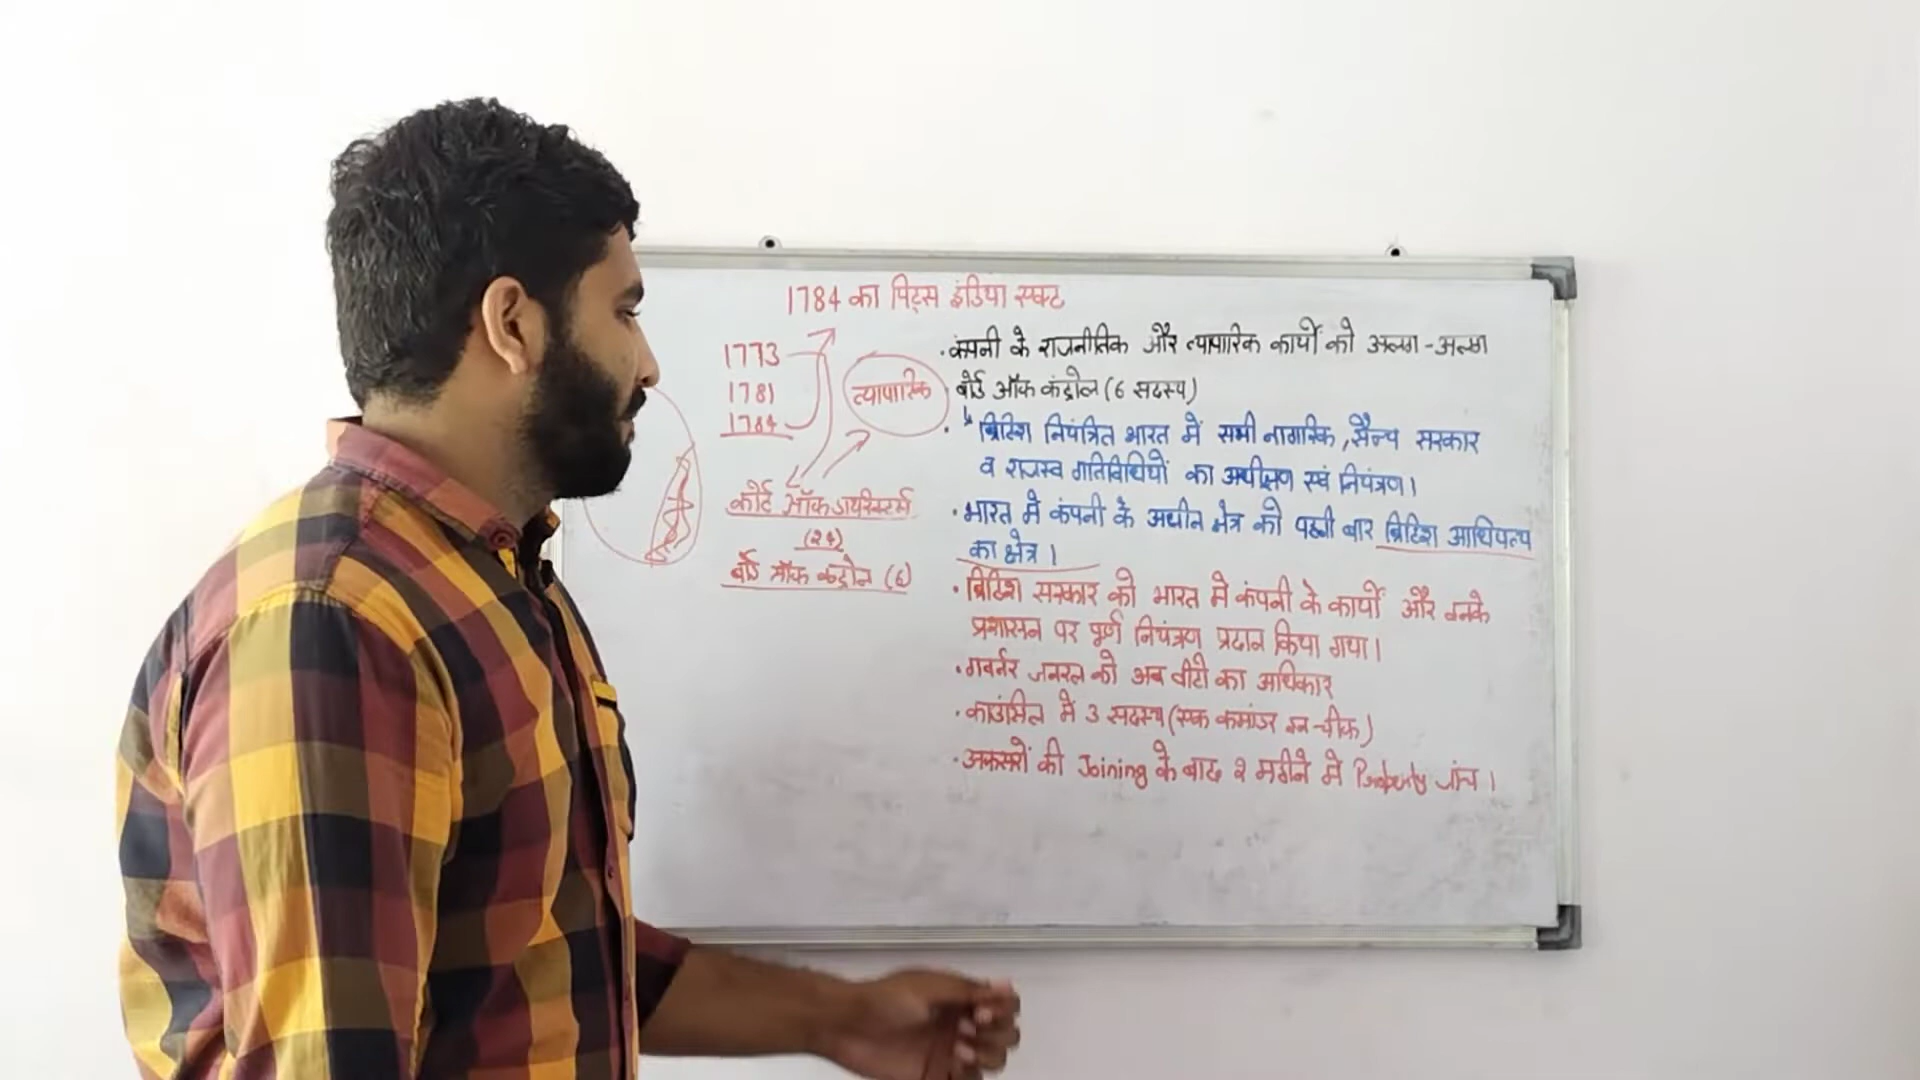 1784 का पिट्स इंडिया एक्ट
1773
1781
1784
व्यापारिक
कोर्ट ऑफ डायरेक्टर्स
(24)
बोर्ड ऑफ कंट्रोल (6)
• कंपनी के राजनीतिक और व्यापारिक कार्यों को अलग-अलग
• बोर्ड ऑफ कंट्रोल (6 सदस्य)
• ↳ ब्रिटिश नियंत्रित भारत में सभी नागरिक, सैन्य सरकार
व राजस्व गतिविधियों का अधीक्षण एवं नियंत्रण।
• भारत में कंपनी के अधीन क्षेत्र को पहली बार ब्रिटिश आधिपत्य
का क्षेत्र।
• ब्रिटिश सरकार को भारत में कंपनी के कार्यों और इनके
प्रशासन पर पूर्ण नियंत्रण प्रदान किया गया।
• गवर्नर जनरल को अब वीटो का अधिकार
• काउंसिल में 3 सदस्य (एक कमांडर इन-चीफ)
• अफसरों की Joining के बाद 2 महीने में Property जांच।